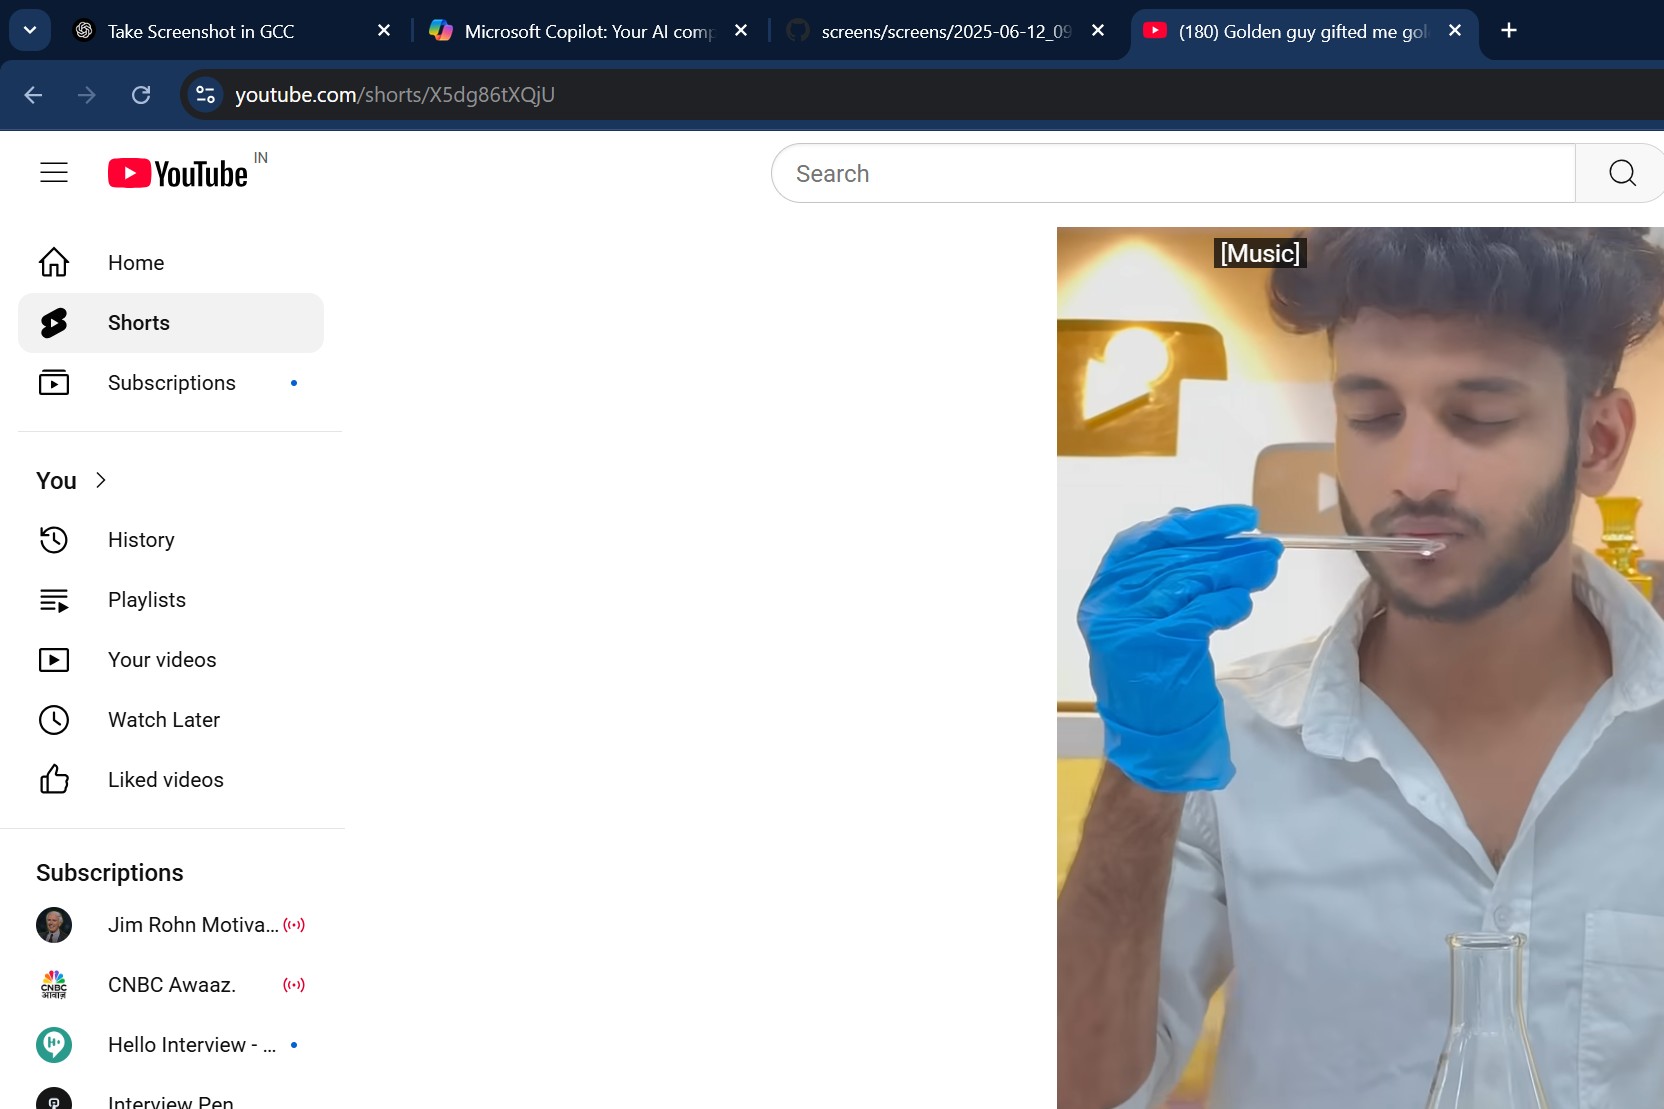 Take Screenshot in GCC
Microsoft Copilot: Your AI comp
screens/screens/2025-06-12_09
(180) Golden guy gifted me gol
youtube.com/shorts/X5dg86tXQjU
YouTube IN
Search
[Music]
Home
Shorts
Subscriptions
You
History
Playlists
Your videos
Watch Later
Liked videos
Subscriptions
Jim Rohn Motiva...
CNBC
आवाज़
CNBC Awaaz.
Hello Interview - ...
Interview Pen